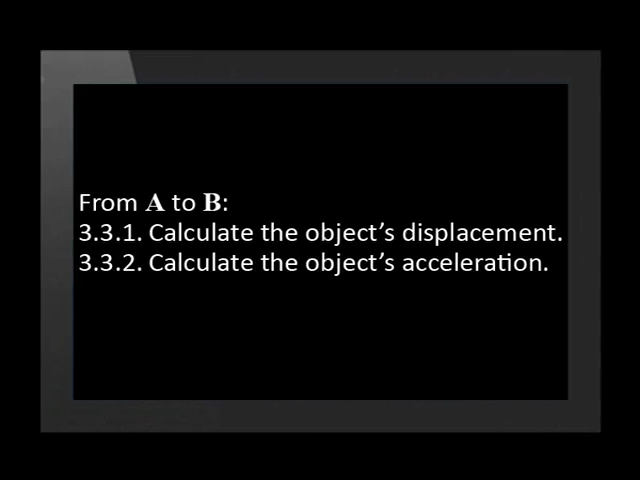 From A to B:
3.3.1. Calculate the object’s displacement.
3.3.2. Calculate the object’s acceleration.